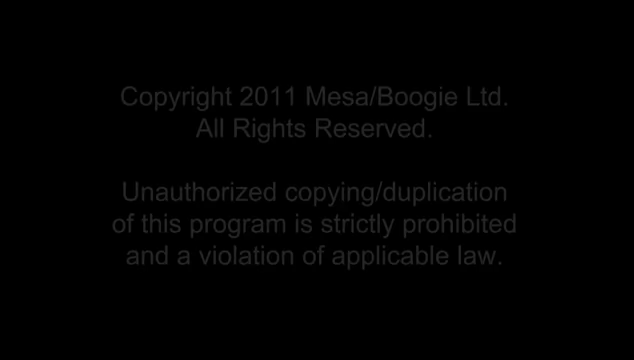 Copyright 2011 Mesa/Boogie Ltd.
All Rights Reserved.
Unauthorized copying/duplication
of this program is strictly prohibited
and a violation of applicable law.